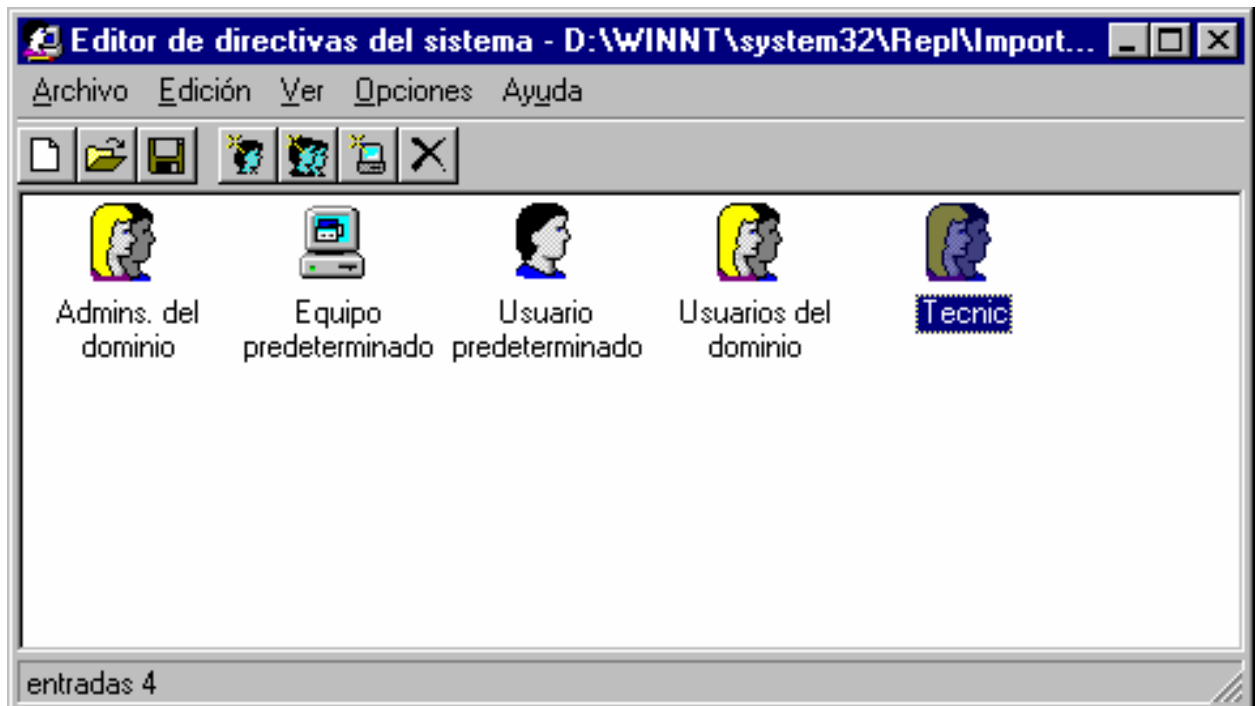 Editor de directivas del sistema - D:\WINNT\system32\Repl\Import...
Archivo Edición Ver Opciones Ayuda
Admins. del
dominio
Equipo
predeterminado
Usuario
predeterminado
Usuarios del
dominio
Tecnic
entradas 4